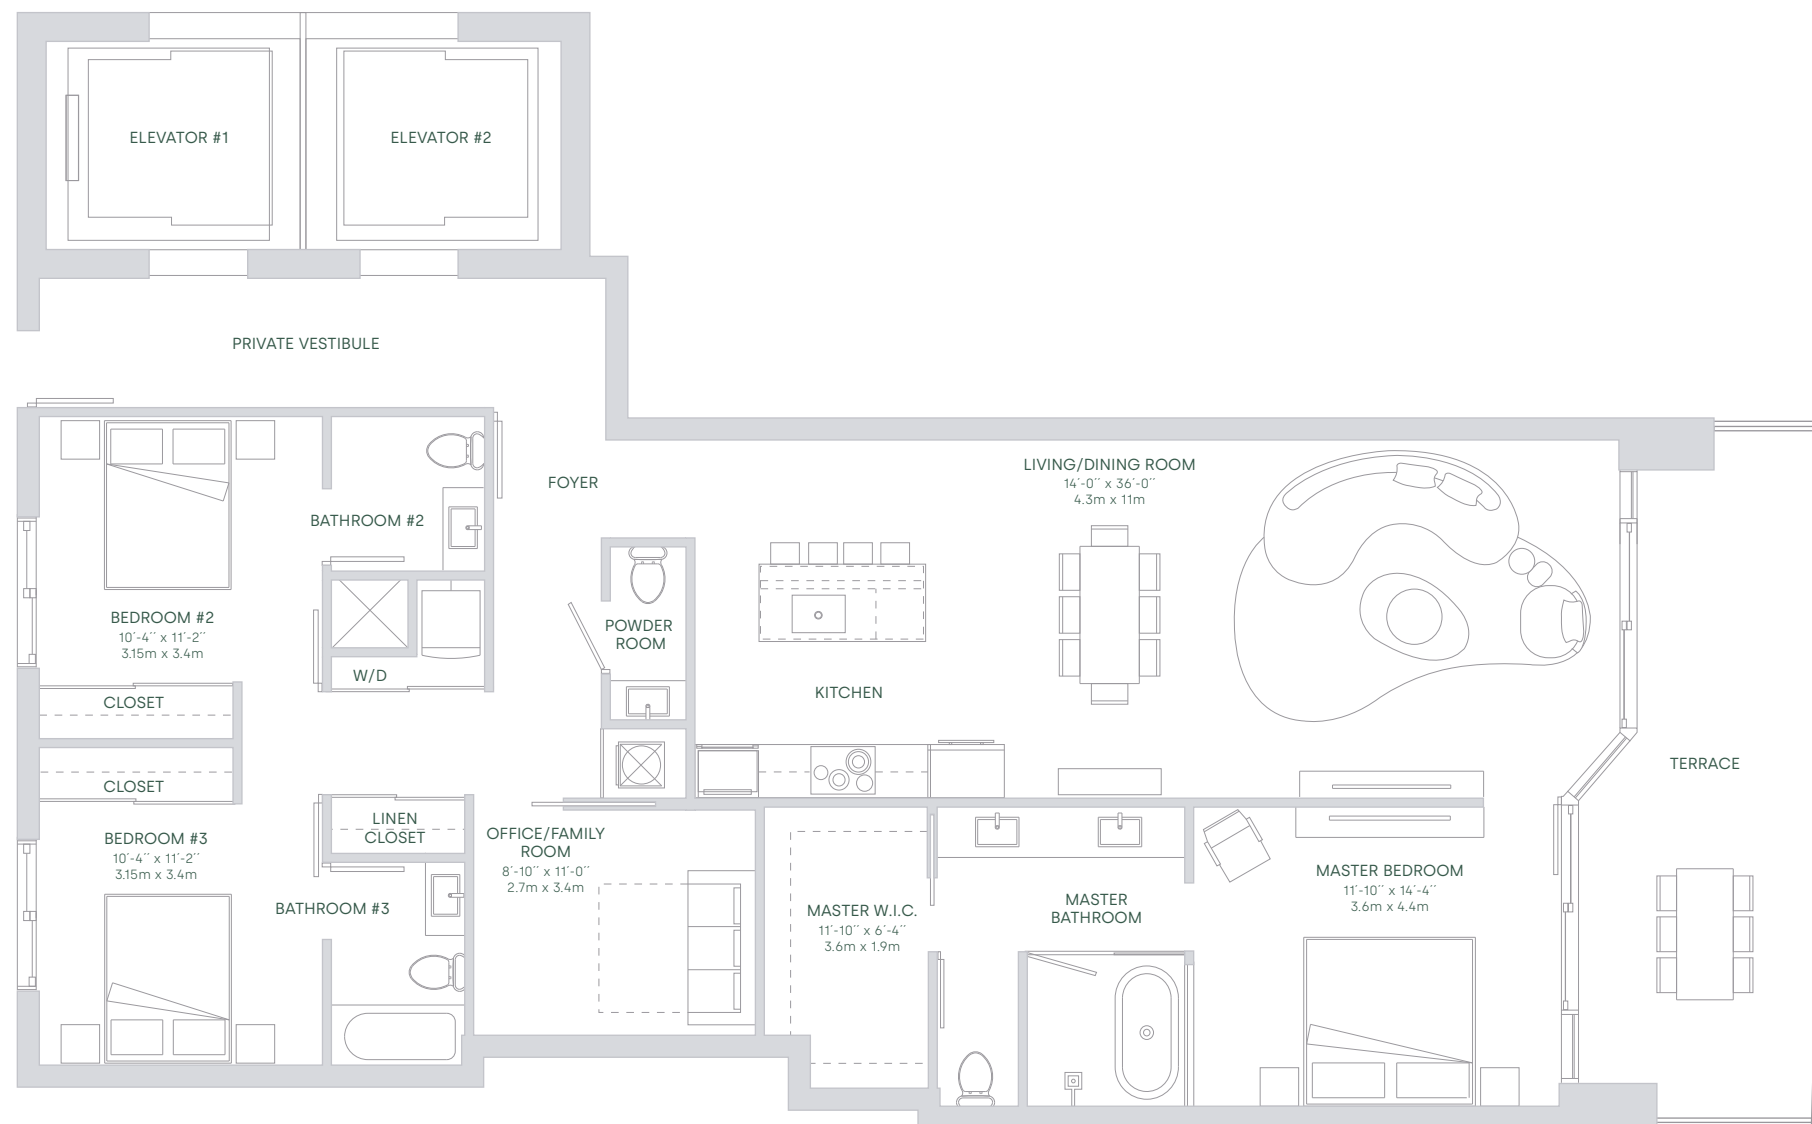 ELEVATOR #1
ELEVATOR #2
PRIVATE VESTIBULE
FOYER
LIVING/DINING ROOM
14´-0´´ x 36´-0´´
4.3m x 11m
BATHROOM #2
BEDROOM #2
10´-4´´ x 11´-2´´
3.15m x 3.4m
POWDER
ROOM
W/D
KITCHEN
CLOSET
CLOSET
TERRACE
LINEN
CLOSET
BEDROOM #3
10´-4´´ x 11´-2´´
3.15m x 3.4m
OFFICE/FAMILY
ROOM
8´-10´´ x 11´-0´´
2.7m x 3.4m
BATHROOM #3
MASTER W.I.C.
11´-10´´ x 6´-4´´
3.6m x 1.9m
MASTER
BATHROOM
MASTER BEDROOM
11´-10´´ x 14´-4´´
3.6m x 4.4m